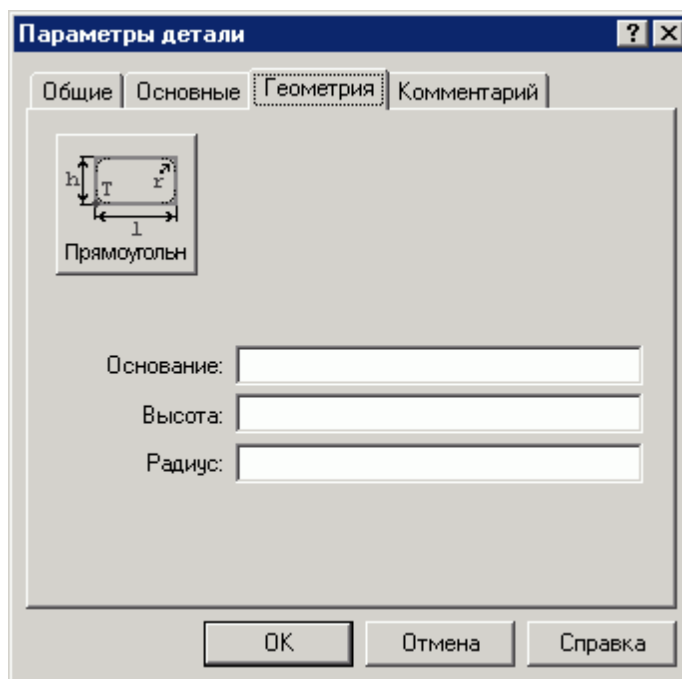 Параметры детали
Общие Основные Геометрия Комментарий
h T r
l
Прямоугольн
Основание:
Высота:
Радиус:
OK Отмена Справка